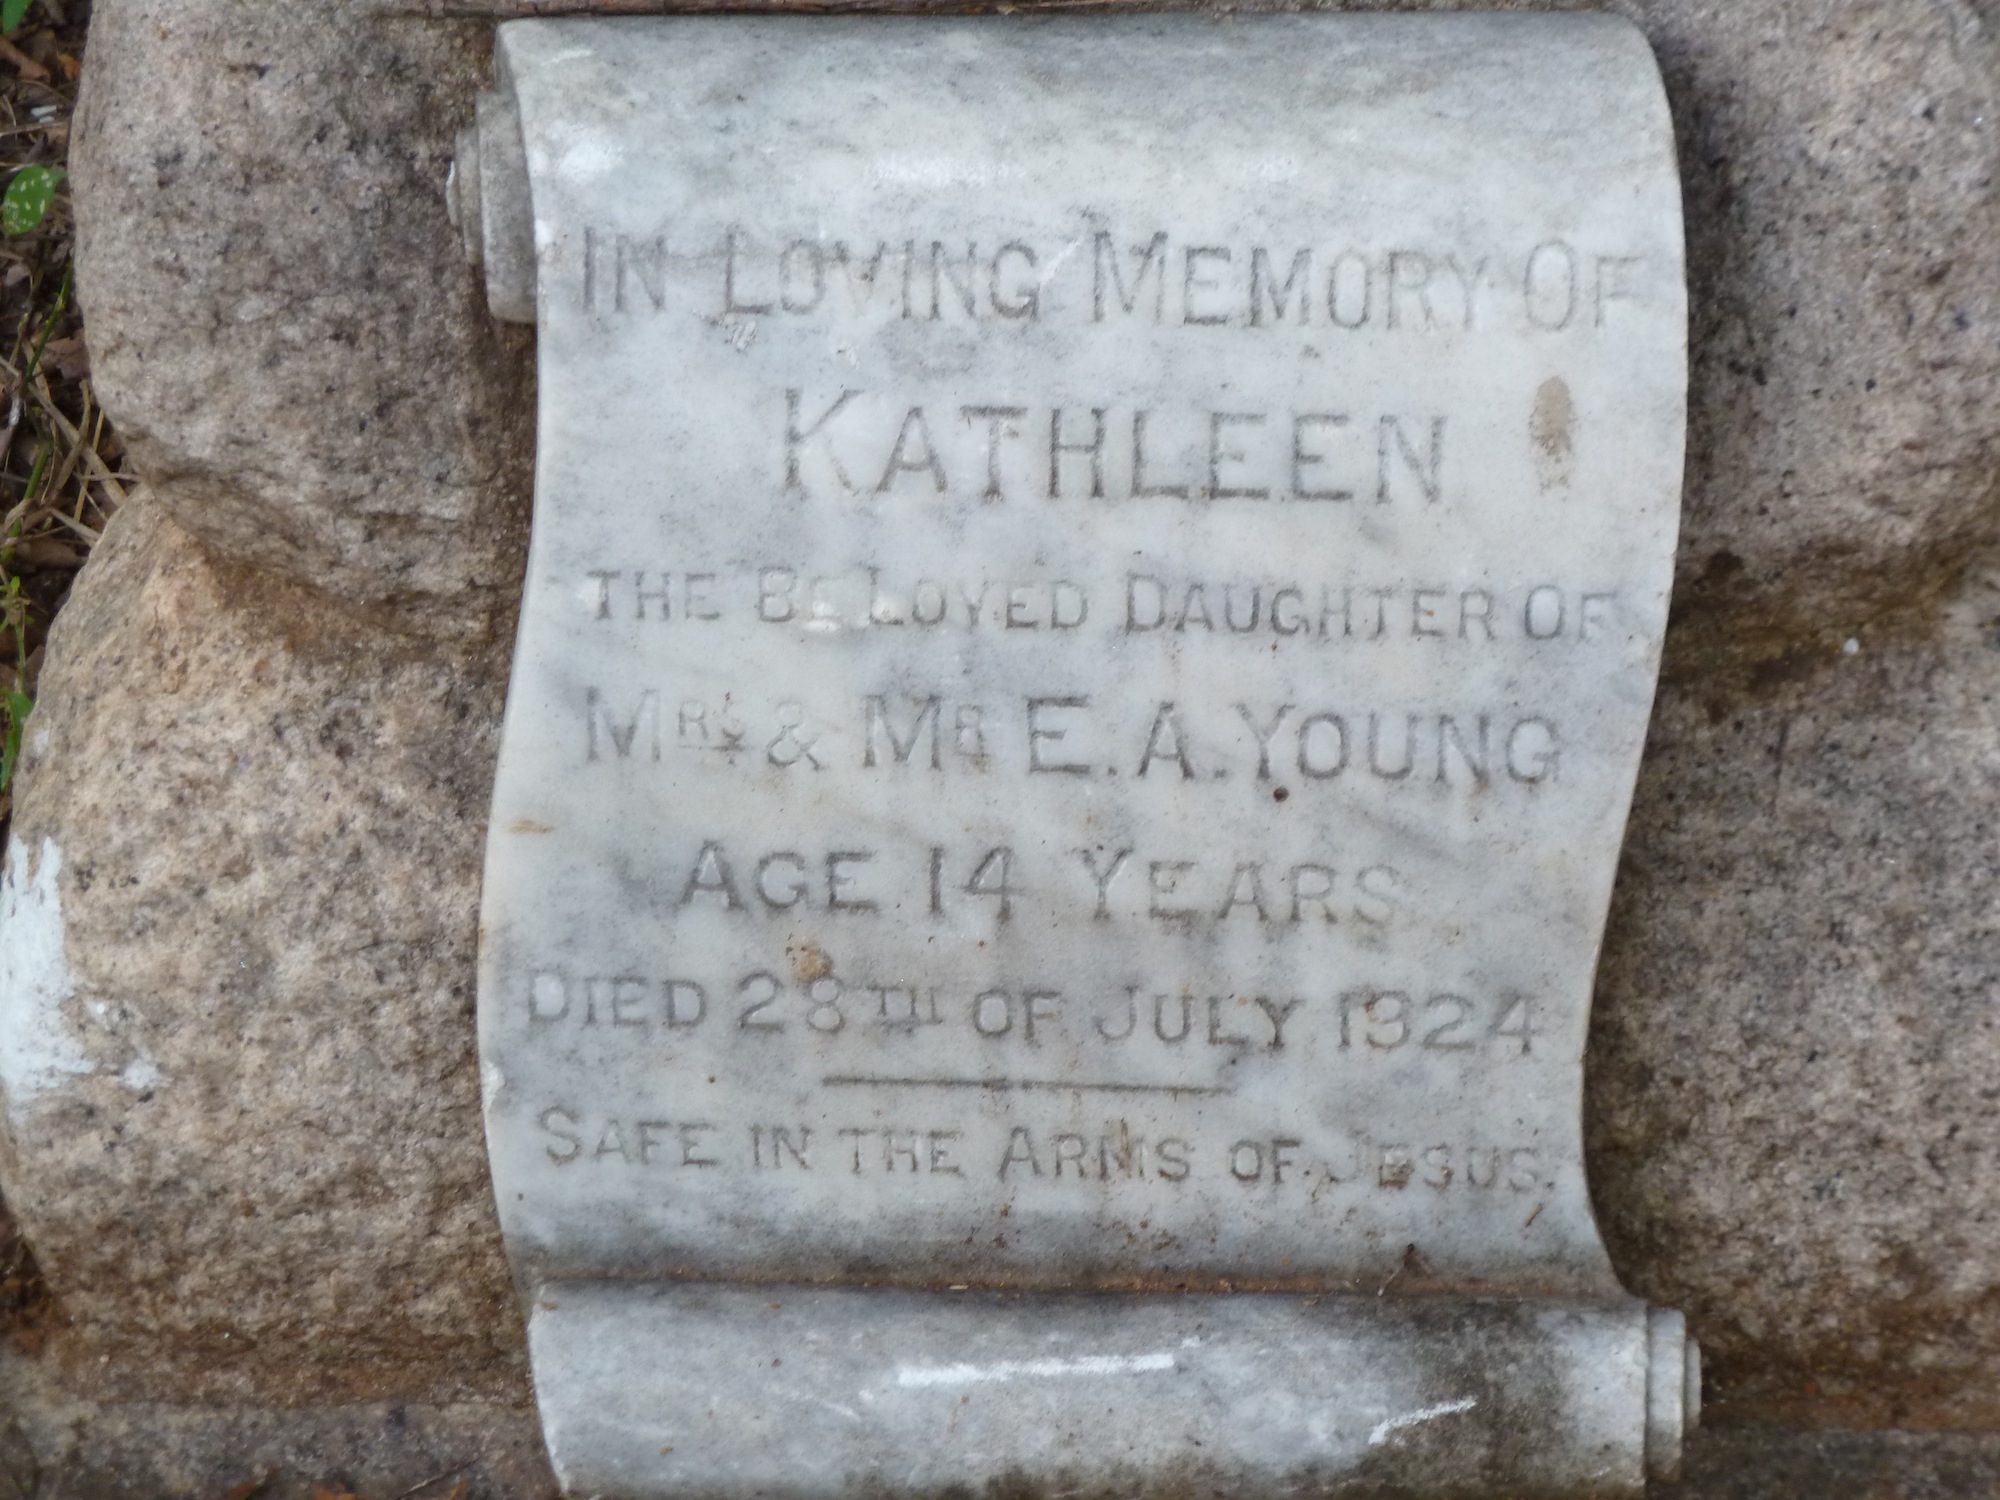 IN LOVING MEMORY OF
KATHLEEN
THE BELOVED DAUGHTER OF
MRS & MR E. A. YOUNG
AGE 14 YEARS
DIED 28TH OF JULY 1924
SAFE IN THE ARMS OF JESUS.